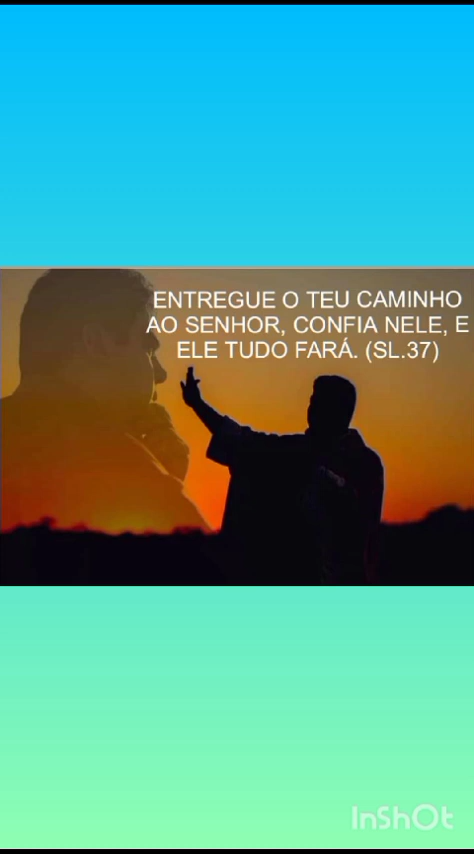 ENTREGUE O TEU CAMINHO
AO SENHOR, CONFIA NELE, E
ELE TUDO FARÁ. (SL.37)
InShOt